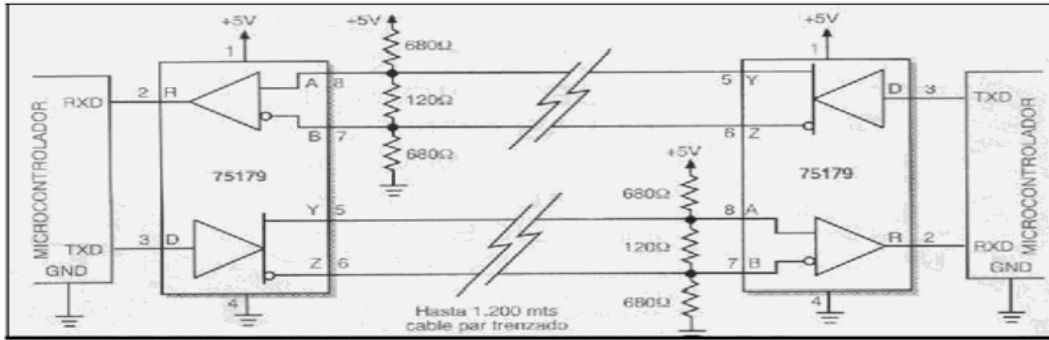 +5V
+5V
+5V
1
680Ω
1
MICROCONTROLADOR
RXD
2
R
A
8
120Ω
5
Y
D
3
TXD
MICROCONTROLADOR
B
7
6
Z
680Ω
+5V
75179
75179
680Ω
Y
5
8
A
TXD
3
D
120Ω
R
2
RXD
GND
Z
6
7
B
GND
4
680Ω
4
Hasta 1.200 mts
cable par trenzado